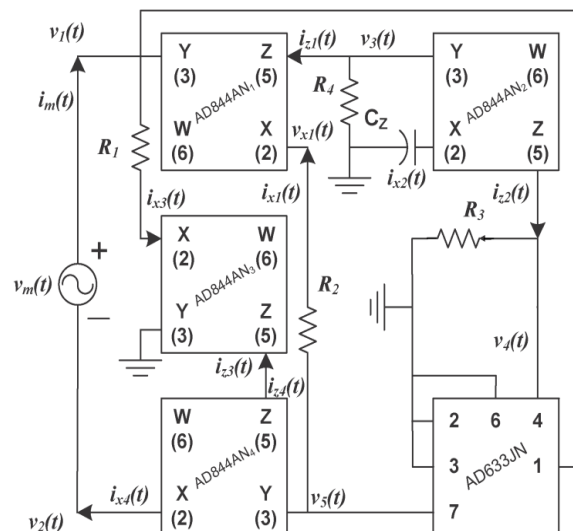 v1(t)
iz1(t)
v3(t)
Y
Z
Y
W
(3)
(5)
(3)
(6)
AD844AN1
R4
AD844AN2
im(t)
Cz
W
X
vx1(t)
X
Z
(6)
(2)
(2)
(5)
R1
ix2(t)
ix3(t)
ix1(t)
iz2(t)
R3
X
W
(2)
(6)
AD844AN3
R2
+
vm(t)
Y
Z
(3)
(5)
_
v4(t)
iz3(t)
iz4(t)
W
Z
(6)
(5)
2
6
4
AD844AN4
3
AD633JN
1
ix4(t)
X
Y
v5(t)
7
v2(t)
(2)
(3)